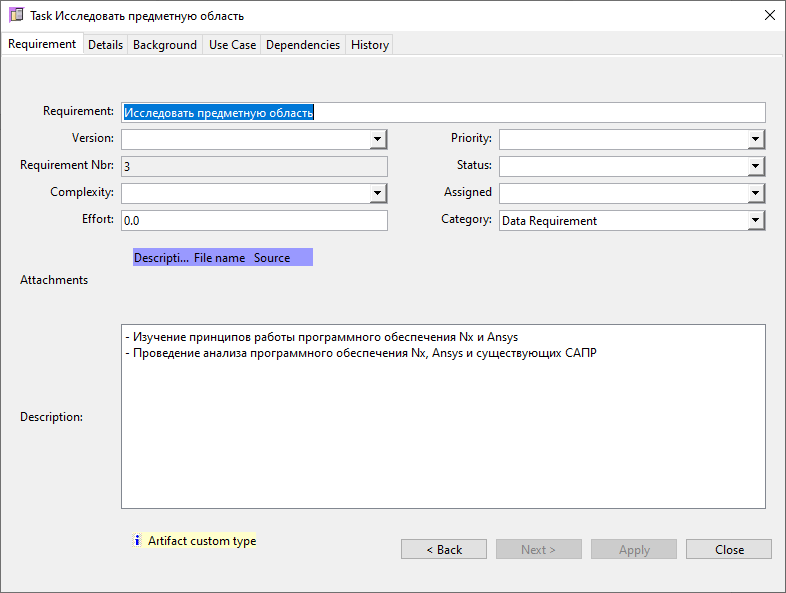 Task Исследовать предметную область
Requirement Details Background Use Case Dependencies History
Requirement: Исследовать предметную область
Version: Priority:
Requirement Nbr: 3 Status:
Complexity: Assigned
Effort: 0.0 Category: Data Requirement
Descripti... File name Source
Attachments
- Изучение принципов работы программного обеспечения Nx и Ansys
- Проведение анализа программного обеспечения Nx, Ansys и существующих САПР
Description:
i Artifact custom type
< Back Next > Apply Close